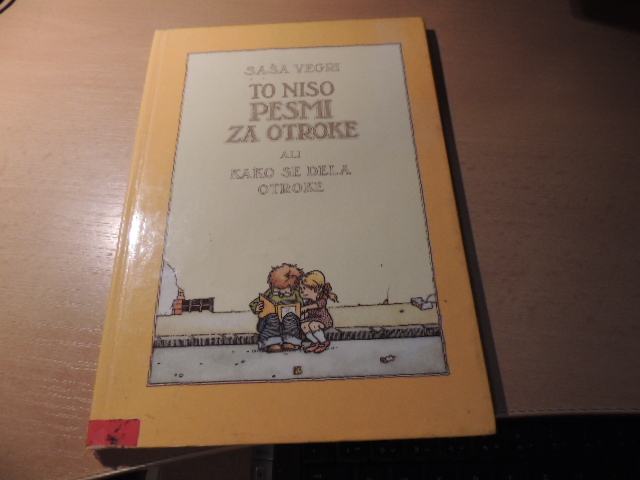 SAŠA VEGRI
TO NISO
PESMI
ZA OTROKE
ALI
KAKO SE DELA
OTROKE